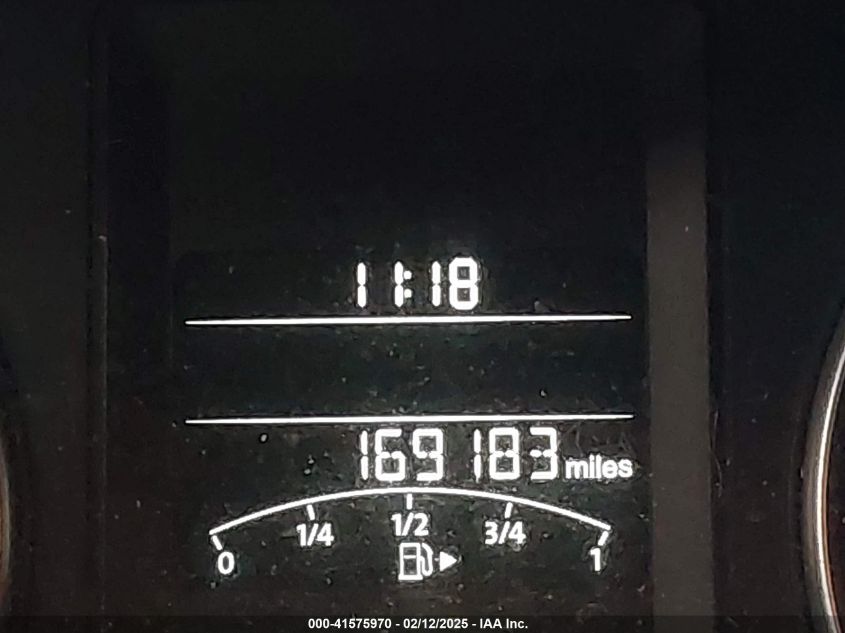 11:18
169183 miles
0 1/4 1/2 3/4 1
000-41575970 - 02/12/2025 - IAA Inc.